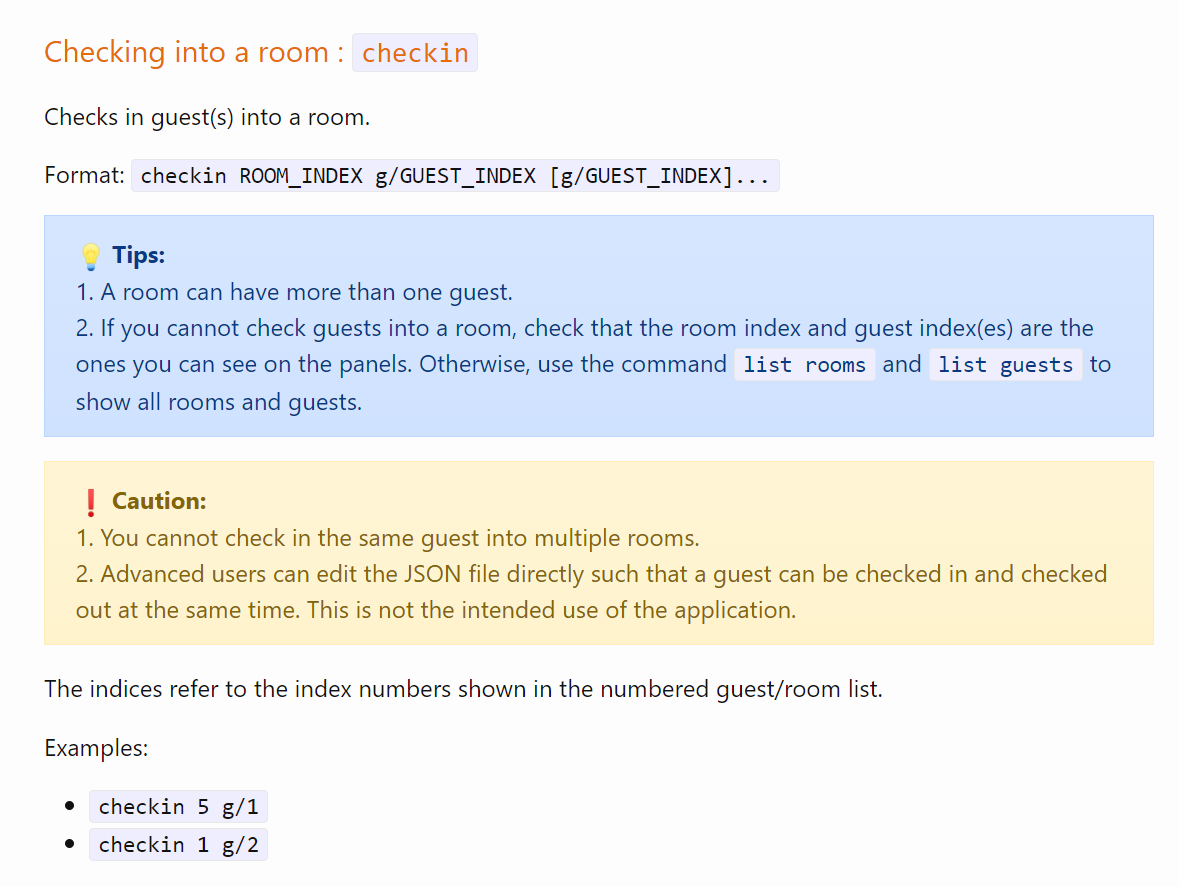 Checking into a room : checkin
Checks in guest(s) into a room.
Format: checkin ROOM_INDEX g/GUEST_INDEX [g/GUEST_INDEX]...
💡 Tips:
1. A room can have more than one guest.
2. If you cannot check guests into a room, check that the room index and guest index(es) are the
ones you can see on the panels. Otherwise, use the command list rooms and list guests to
show all rooms and guests.
❗ Caution:
1. You cannot check in the same guest into multiple rooms.
2. Advanced users can edit the JSON file directly such that a guest can be checked in and checked
out at the same time. This is not the intended use of the application.
The indices refer to the index numbers shown in the numbered guest/room list.
Examples:
• checkin 5 g/1
• checkin 1 g/2